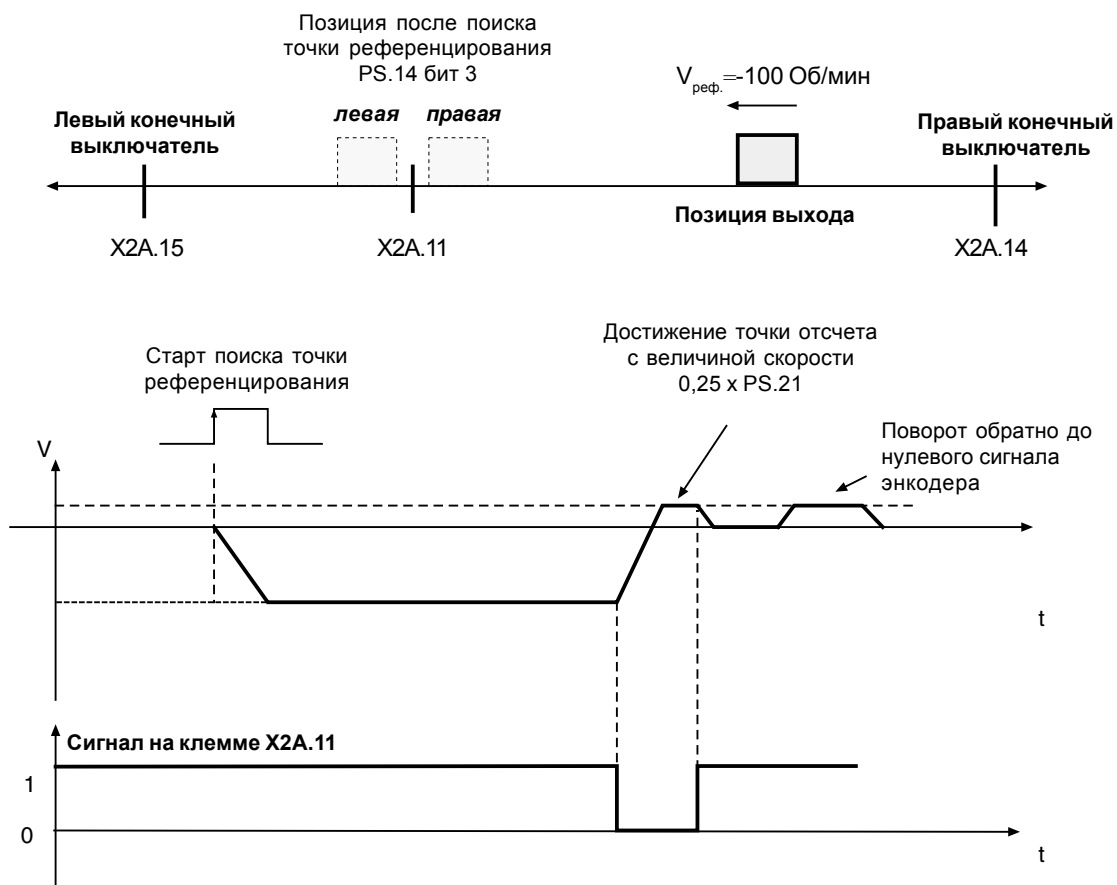 Позиция после поиска
точки референцирования
PS.14 бит 3
левая правая
Vреф.=-100 Об/мин
Левый конечный
выключатель
Правый конечный
выключатель
Позиция выхода
X2A.15
X2A.11
X2A.14
Достижение точки отсчета
с величиной скорости
0,25 x PS.21
Старт поиска точки
референцирования
Поворот обратно до
нулевого сигнала
энкодера
V
t
Сигнал на клемме X2A.11
1
0
t